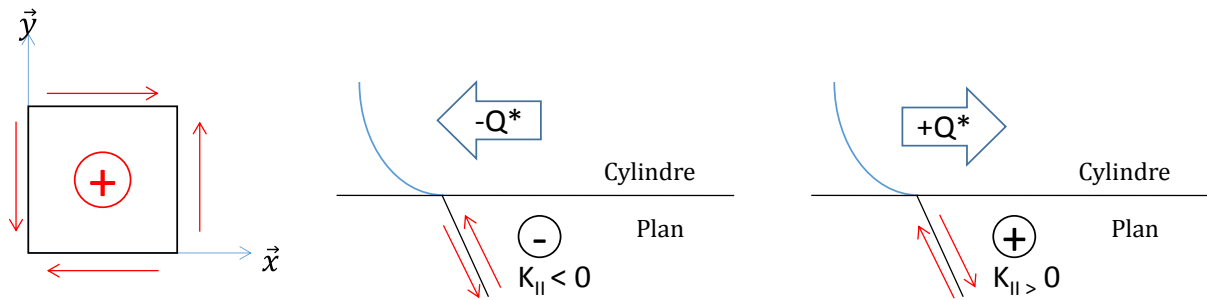 y⃗
+
x⃗
-Q*
Cylindre
Plan
-
K_II < 0
+Q*
Cylindre
Plan
+
K_II > 0